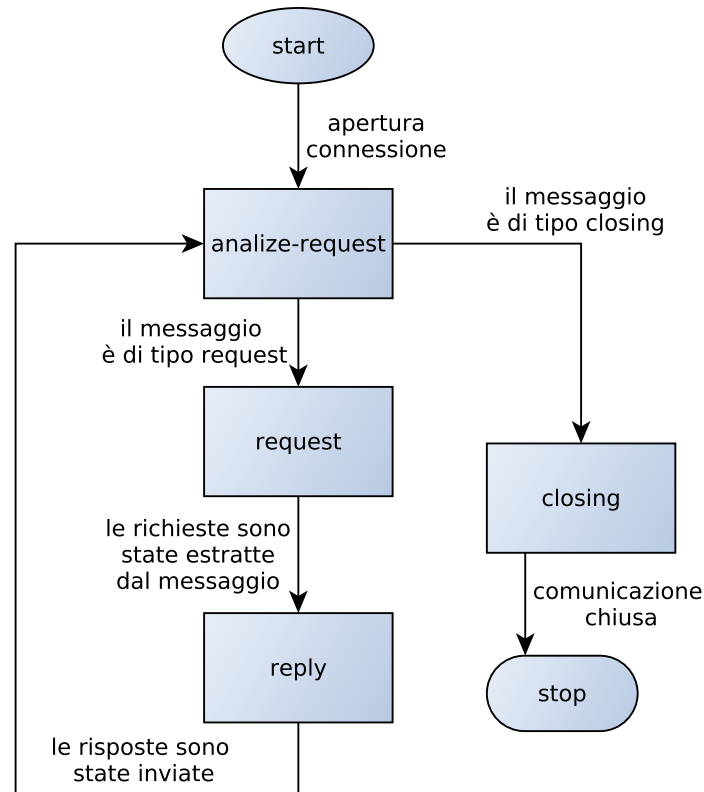 start
apertura
connessione
il messaggio
è di tipo closing
analize-request
il messaggio
è di tipo request
request
closing
le richieste sono
state estratte
dal messaggio
comunicazione
chiusa
reply
stop
le risposte sono
state inviate